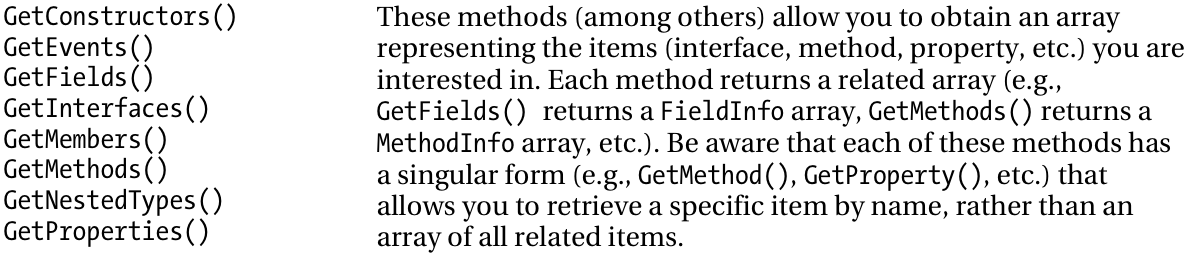 GetConstructors()
GetEvents()
GetFields()
GetInterfaces()
GetMembers()
GetMethods()
GetNestedTypes()
GetProperties()
These methods (among others) allow you to obtain an array
representing the items (interface, method, property, etc.) you are
interested in. Each method returns a related array (e.g.,
GetFields() returns a FieldInfo array, GetMethods() returns a
MethodInfo array, etc.). Be aware that each of these methods has
a singular form (e.g., GetMethod(), GetProperty(), etc.) that
allows you to retrieve a specific item by name, rather than an
array of all related items.